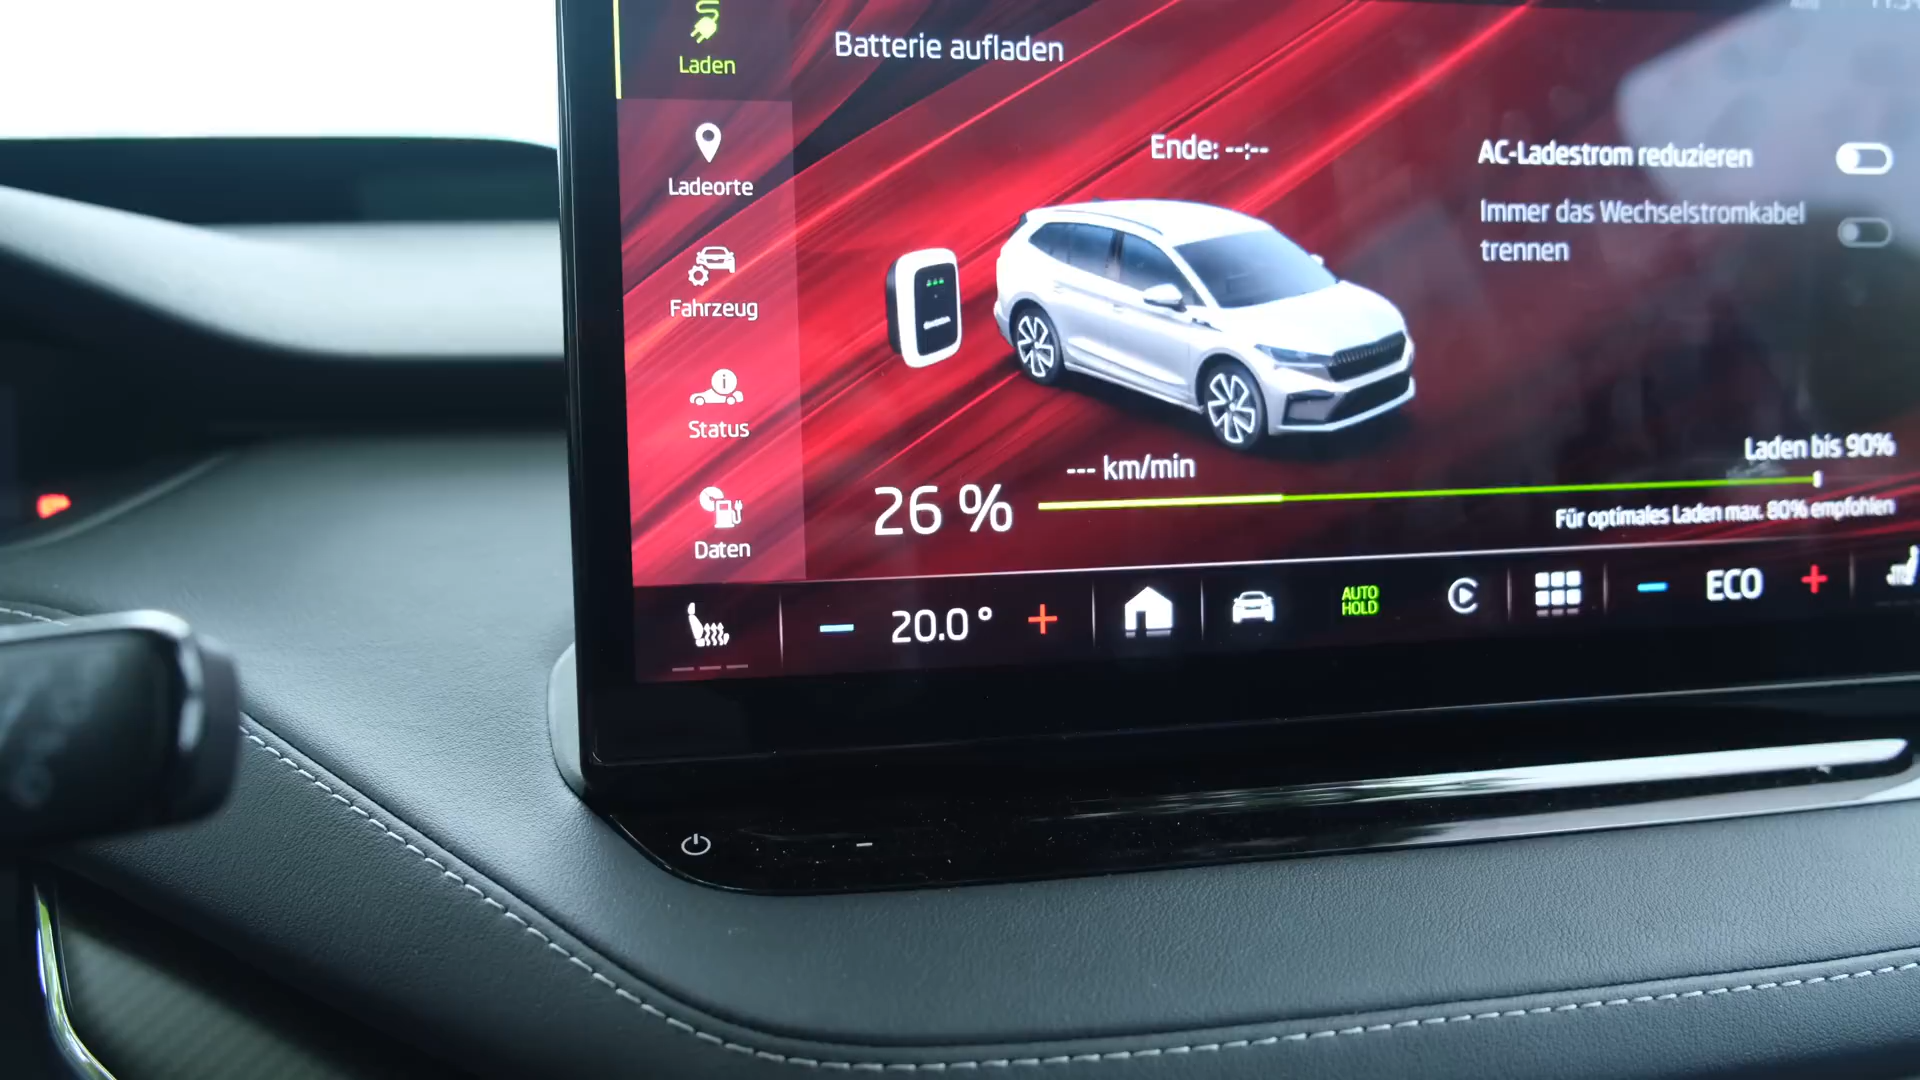 Laden
Batterie aufladen
Ladeorte
Fahrzeug
Status
Daten
Ende: --:--
AC-Ladestrom reduzieren
Immer das Wechselstromkabel
trennen
--- km/min
26 %
Laden bis 90%
Für optimales Laden max. 80% empfohlen
20.0°
AUTO
HOLD
ECO